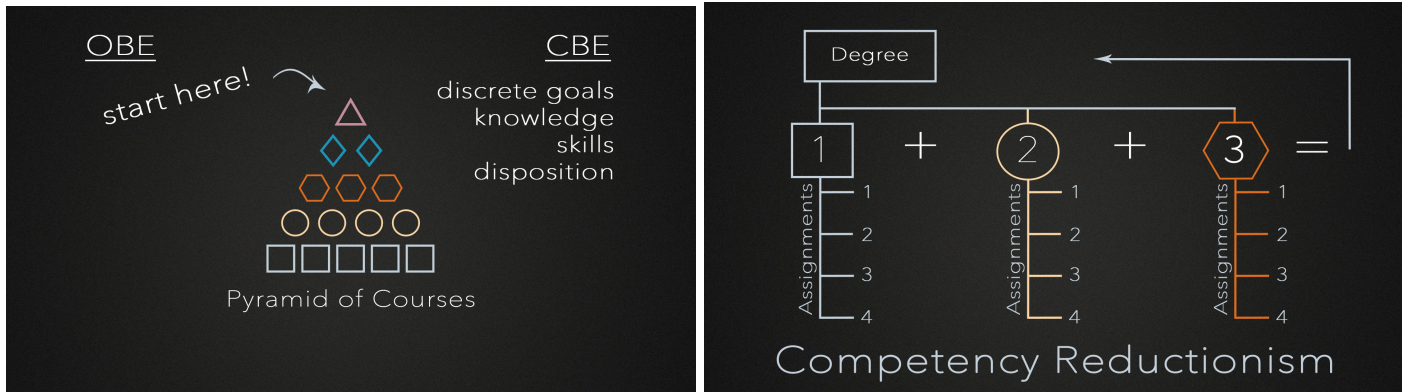 OBE
CBE
start here!
discrete goals
knowledge
skills
disposition
Pyramid of Courses
Degree
1 + 2 + 3 =
Assignments
1
2
3
4
Assignments
1
2
3
4
Assignments
1
2
3
4
Competency Reductionism